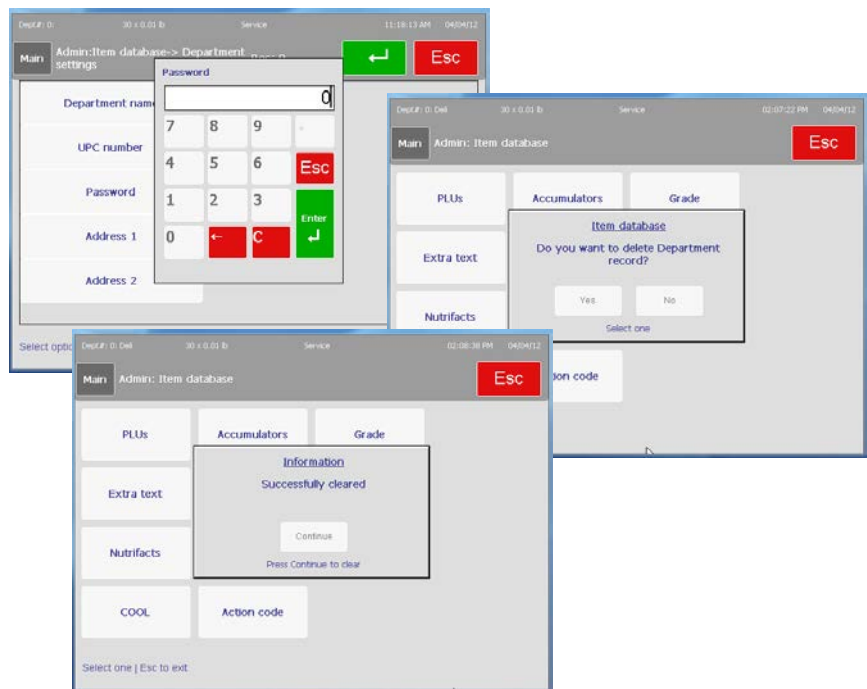 Dept#: 0: 30 x 0.01 lb Service 11:18:13 AM 04/04/12
Main Admin:Item database-> Department settings Esc
Department name
UPC number
Password
Address 1
Address 2
Password
0
7 8 9
4 5 6 Esc
1 2 3 Enter
0 ← C
Dept#: 0: Deli 30 x 0.01 lb Service 02:07:22 PM 04/04/12
Main Admin: Item database Esc
PLUs Accumulators Grade
Extra text
Nutrifacts
Item database
Do you want to delete Department
record?
Yes No
Select one
Dept#: 0: Deli 30 x 0.01 lb Service 02:08:38 PM 04/04/12
Main Admin: Item database Esc
PLUs Accumulators Grade
Extra text
Nutrifacts
COOL Action code
Information
Successfully cleared
Continue
Press Continue to clear
Select one | Esc to exit